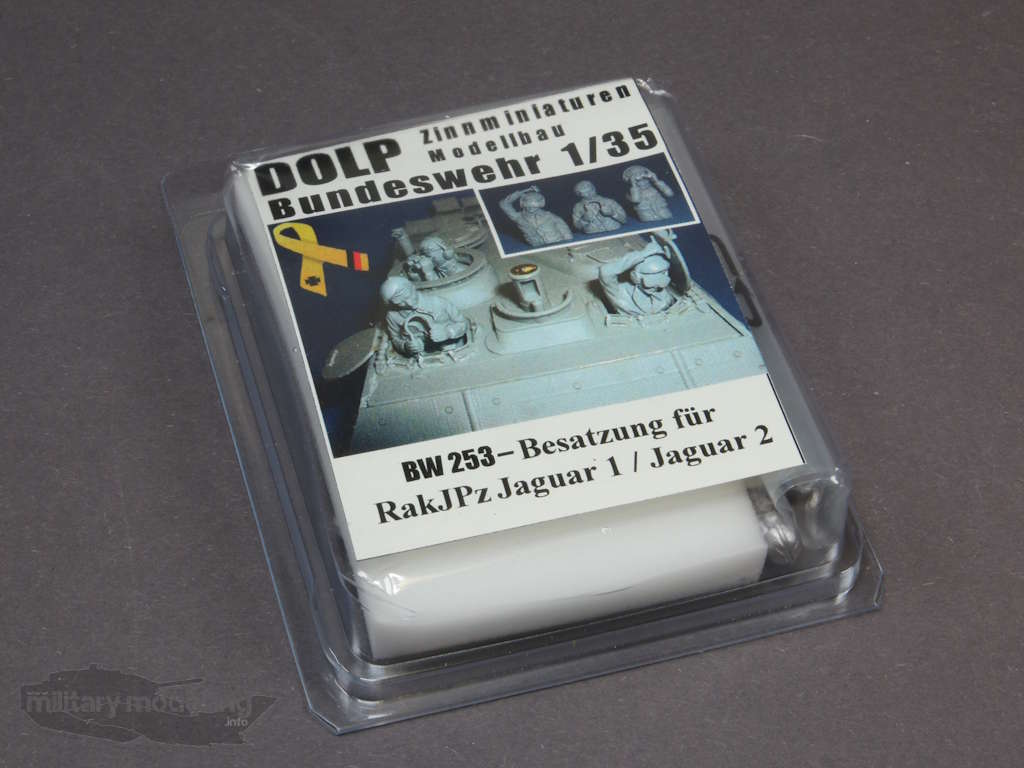 DOLP Zinnminiaturen
Modellbau
Bundeswehr 1/35
BW 253 – Besatzung für
RakJPz Jaguar 1 / Jaguar 2
military-modelling
.info